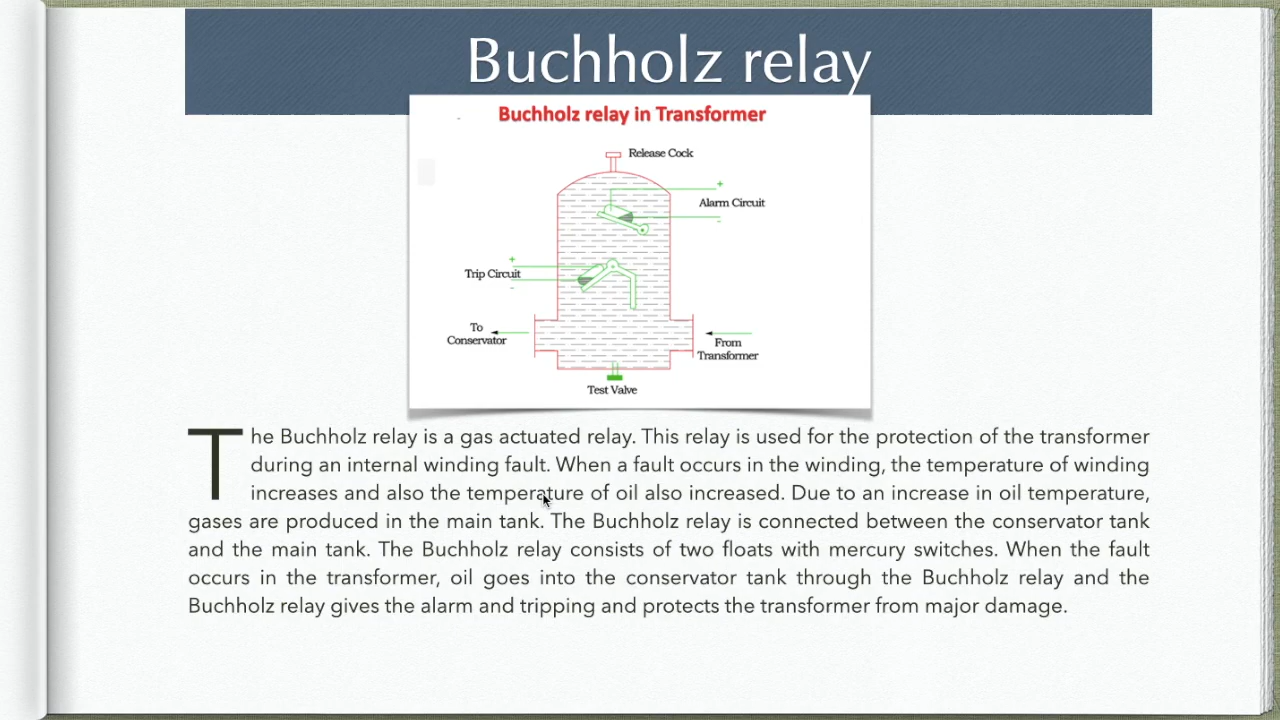 Buchholz relay
Buchholz relay in Transformer
Release Cock
+
Alarm Circuit
-
+
Trip Circuit
-
To
Conservator
From
Transformer
Test Valve
The Buchholz relay is a gas actuated relay. This relay is used for the protection of the transformer
during an internal winding fault. When a fault occurs in the winding, the temperature of winding
increases and also the temperature of oil also increased. Due to an increase in oil temperature,
gases are produced in the main tank. The Buchholz relay is connected between the conservator tank
and the main tank. The Buchholz relay consists of two floats with mercury switches. When the fault
occurs in the transformer, oil goes into the conservator tank through the Buchholz relay and the
Buchholz relay gives the alarm and tripping and protects the transformer from major damage.